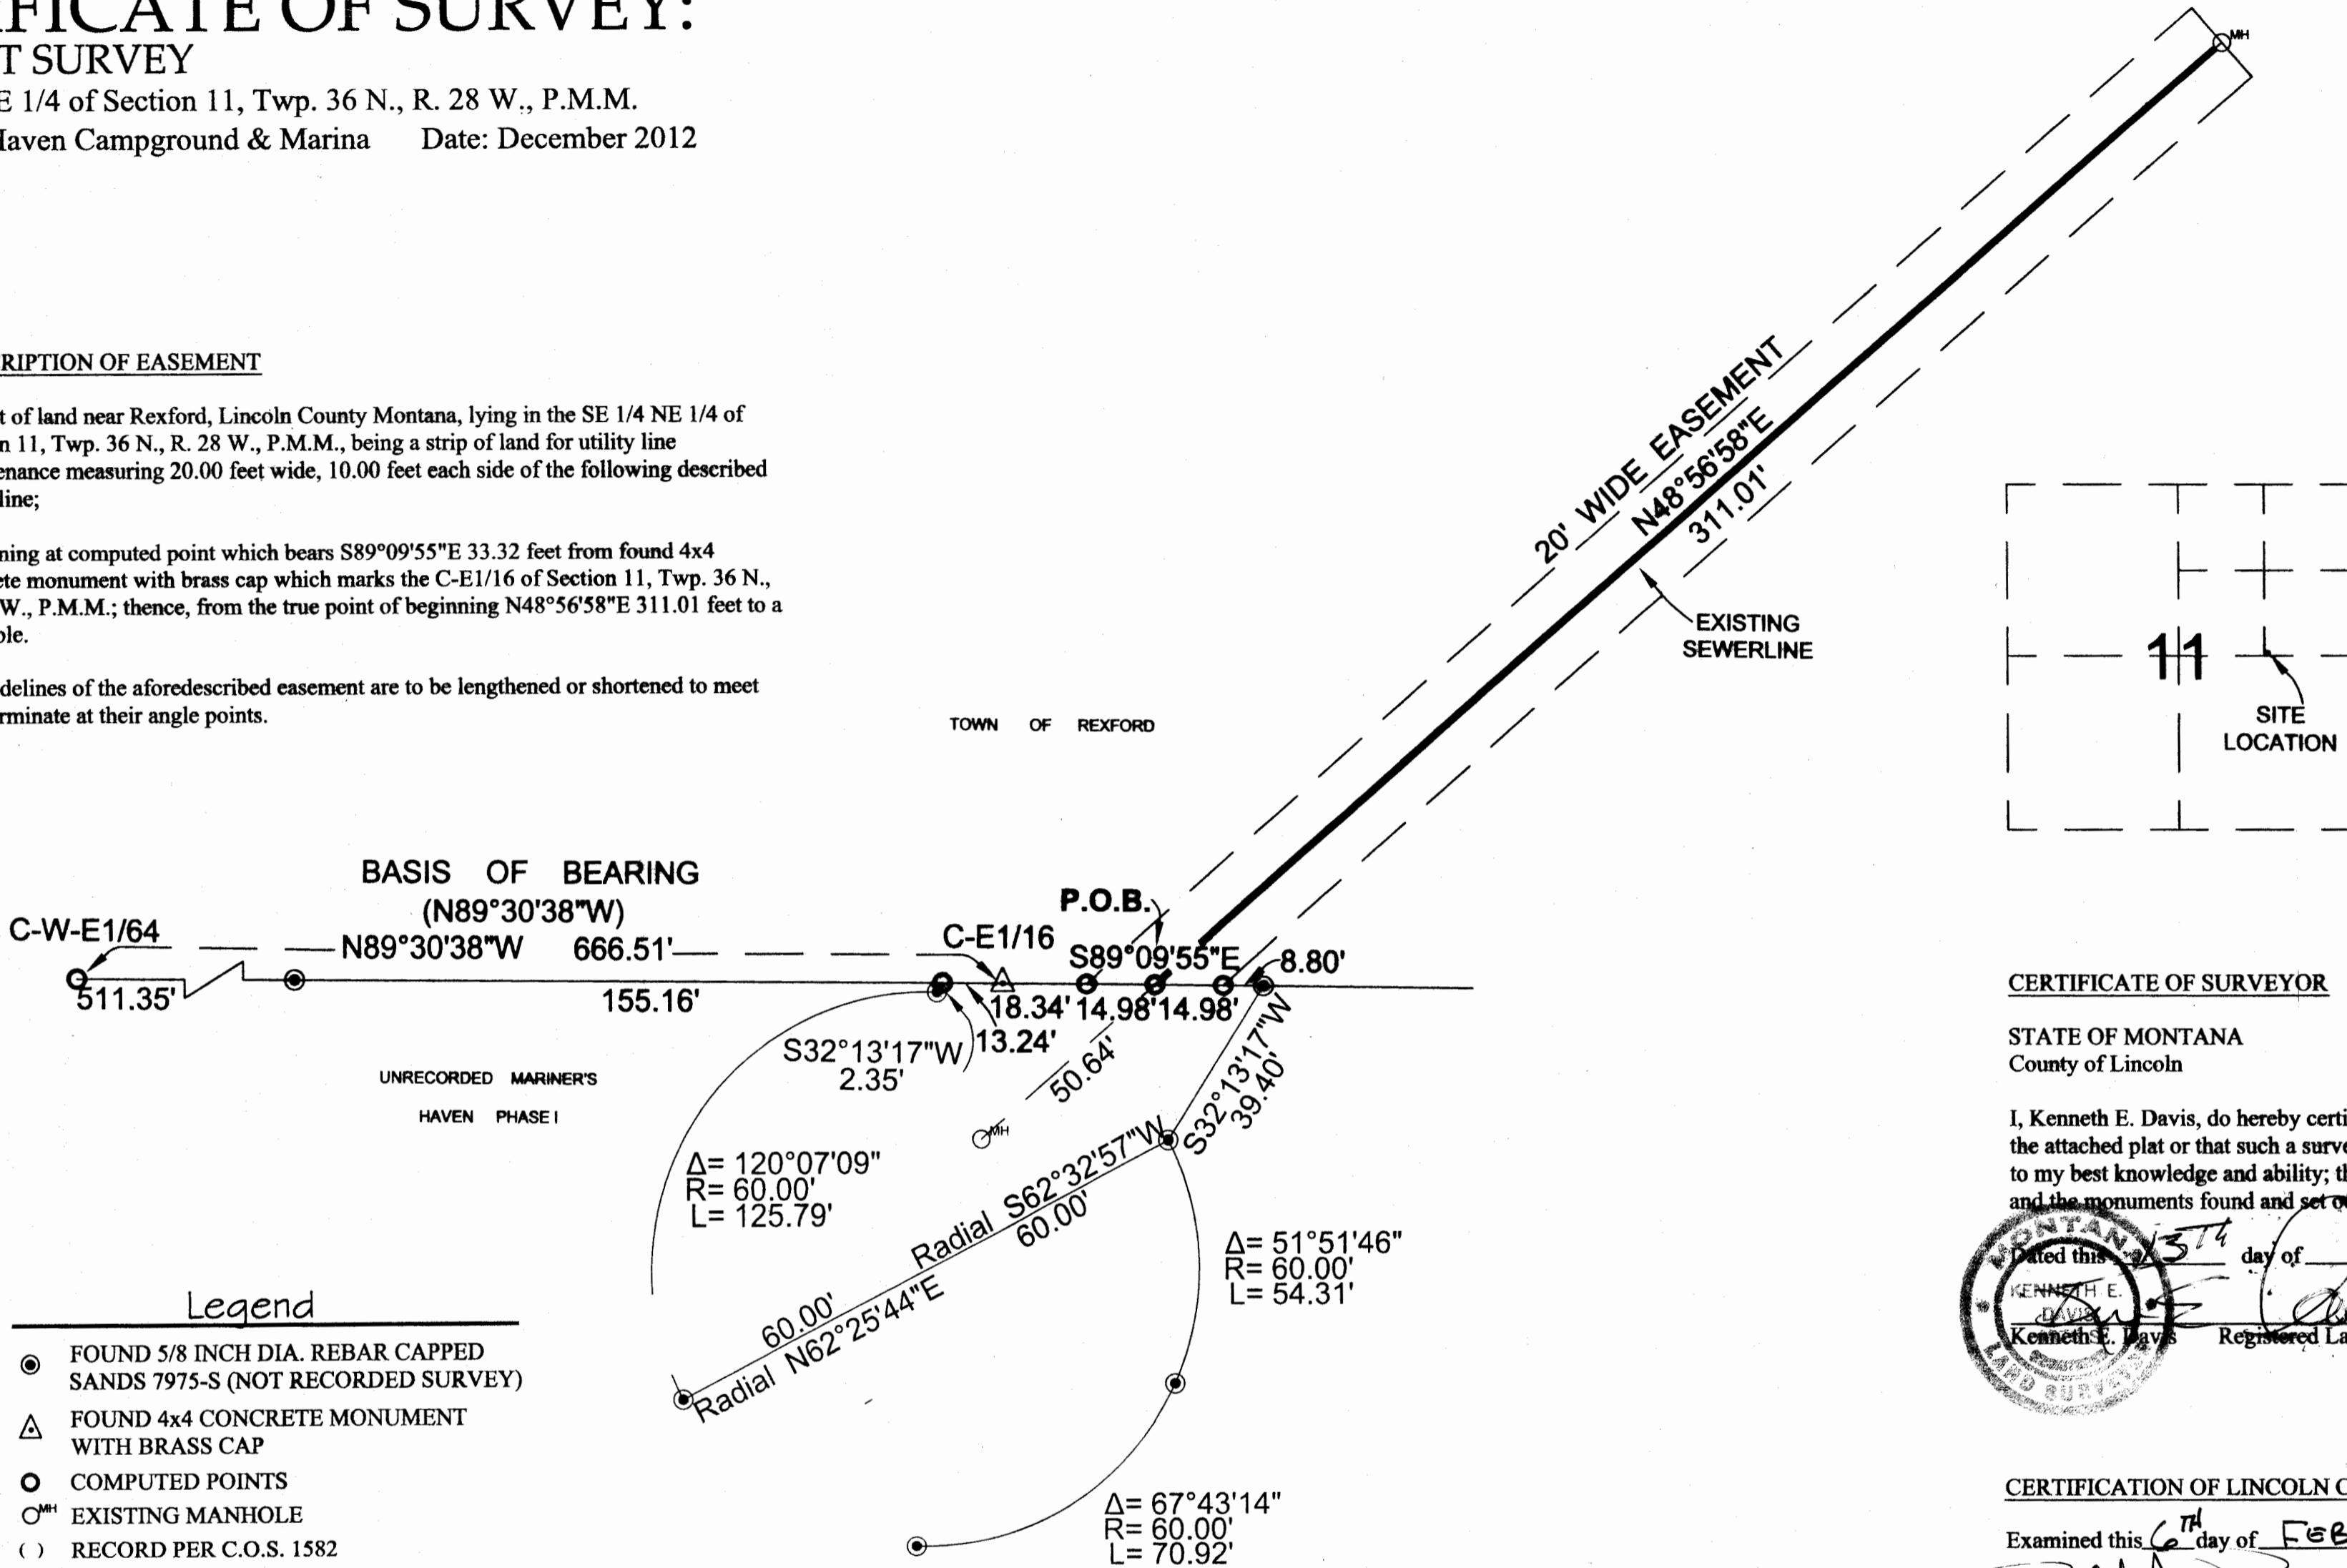 FICATE OF SURVEY:
T SURVEY
E 1/4 of Section 11, Twp. 36 N., R. 28 W., P.M.M.
Haven Campground & Marina Date: December 2012
RIPTION OF EASEMENT
t of land near Rexford, Lincoln County Montana, lying in the SE 1/4 NE 1/4 of
n 11, Twp. 36 N., R. 28 W., P.M.M., being a strip of land for utility line
enance measuring 20.00 feet wide, 10.00 feet each side of the following described
line;
ning at computed point which bears S89°09'55"E 33.32 feet from found 4x4
ete monument with brass cap which marks the C-E1/16 of Section 11, Twp. 36 N.,
W., P.M.M.; thence, from the true point of beginning N48°56'58"E 311.01 feet to a
ole.
delines of the aforedescribed easement are to be lengthened or shortened to meet
rminate at their angle points.
MH
20' WIDE EASEMENT
N48°56'58"E
311.01'
EXISTING
SEWERLINE
11
SITE
LOCATION
TOWN OF REXFORD
BASIS OF BEARING
(N89°30'38"W)
N89°30'38"W 666.51'
C-W-E1/64
C-E1/16
P.O.B.
S89°09'55"E
8.80'
511.35'
155.16'
18.34' 14.98' 14.98'
13.24'
S32°13'17"W
2.35'
50.64'
S32°13'17"W
39.40'
UNRECORDED MARINER'S
HAVEN PHASE I
MH
Δ= 120°07'09"
R= 60.00'
L= 125.79'
Radial S62°32'57"W
60.00'
60.00'
Radial N62°25'44"E
Δ= 51°51'46"
R= 60.00'
L= 54.31'
Δ= 67°43'14"
R= 60.00'
L= 70.92'
Legend
FOUND 5/8 INCH DIA. REBAR CAPPED
SANDS 7975-S (NOT RECORDED SURVEY)
FOUND 4x4 CONCRETE MONUMENT
WITH BRASS CAP
COMPUTED POINTS
MH EXISTING MANHOLE
( ) RECORD PER C.O.S. 1582
CERTIFICATE OF SURVEYOR
STATE OF MONTANA
County of Lincoln
I, Kenneth E. Davis, do hereby certi
the attached plat or that such a surve
to my best knowledge and ability; th
and the monuments found and set o
Dated this 13TH day of
MONTANA
KENNETH E.
DAVIS
LAND SURVEYOR
Kenneth E. Davis Registered La
CERTIFICATION OF LINCOLN C
Examined this 6TH day of FEB